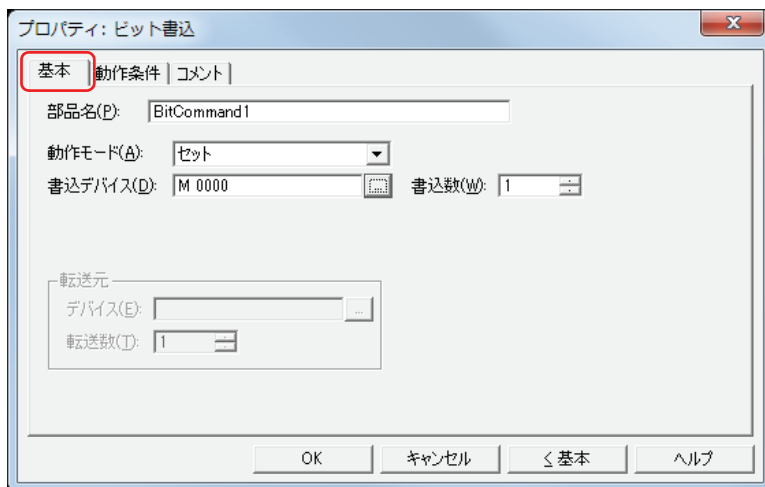 プロパティ: ビット書込
基本 動作条件 コメント
部品名(P): BitCommand1
動作モード(A): セット
書込デバイス(D): M 0000 ... 書込数(W): 1
転送元
デバイス(E): ...
転送数(T): 1
OK キャンセル < 基本 ヘルプ